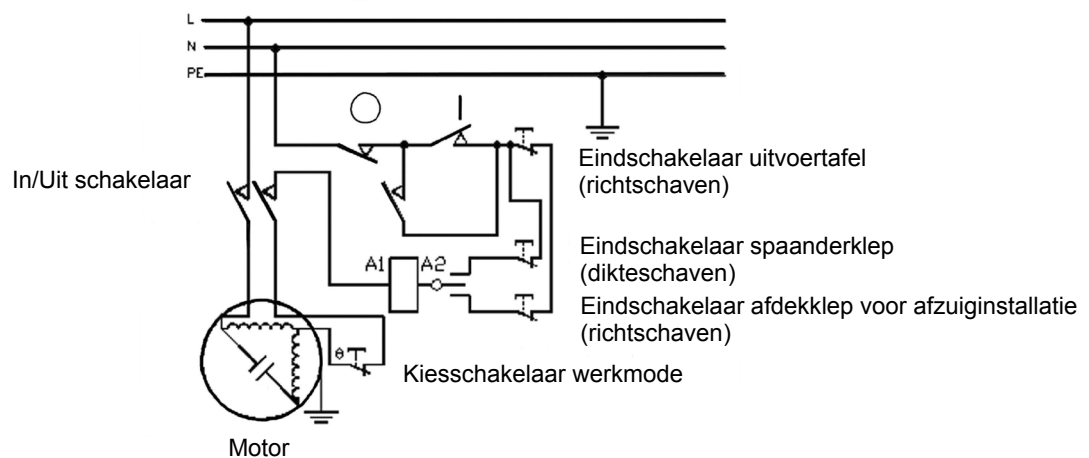 L
N
PE
In/Uit schakelaar
Eindschakelaar uitvoertafel
(richtschaven)
A1 A2
Eindschakelaar spaanderklep
(dikteschaven)
Eindschakelaar afdekklep voor afzuiginstallatie
(richtschaven)
θ
Kiesschakelaar werkmode
Motor